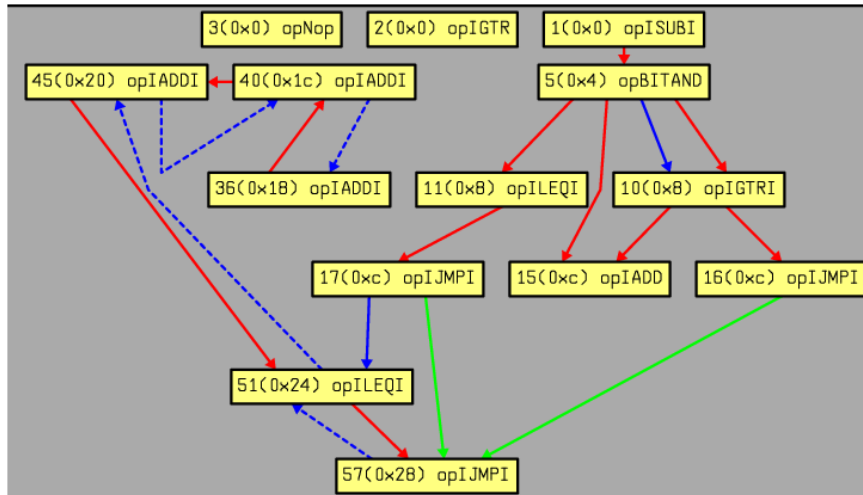 3(0x0) opNop
2(0x0) opIGTR
1(0x0) opISUBI
45(0x20) opIADDI
40(0x1c) opIADDI
5(0x4) opBITAND
36(0x18) opIADDI
11(0x8) opILEQI
10(0x8) opIGTRI
17(0xc) opIJMPI
15(0xc) opIADD
16(0xc) opIJMPI
51(0x24) opILEQI
57(0x28) opIJMPI